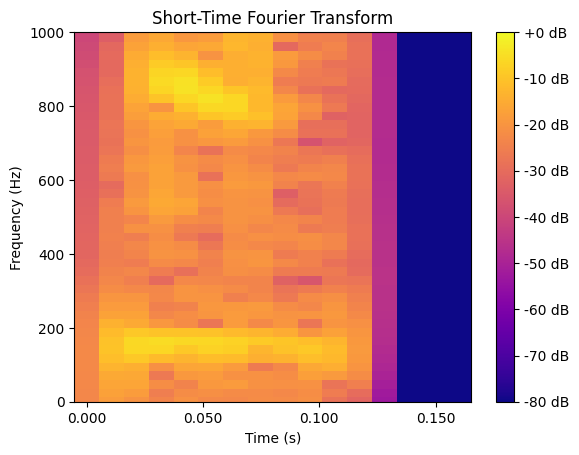 Short-Time Fourier Transform
1000
800
600
400
200
0
Frequency (Hz)
0.000
0.050
0.100
0.150
Time (s)
+0 dB
-10 dB
-20 dB
-30 dB
-40 dB
-50 dB
-60 dB
-70 dB
-80 dB